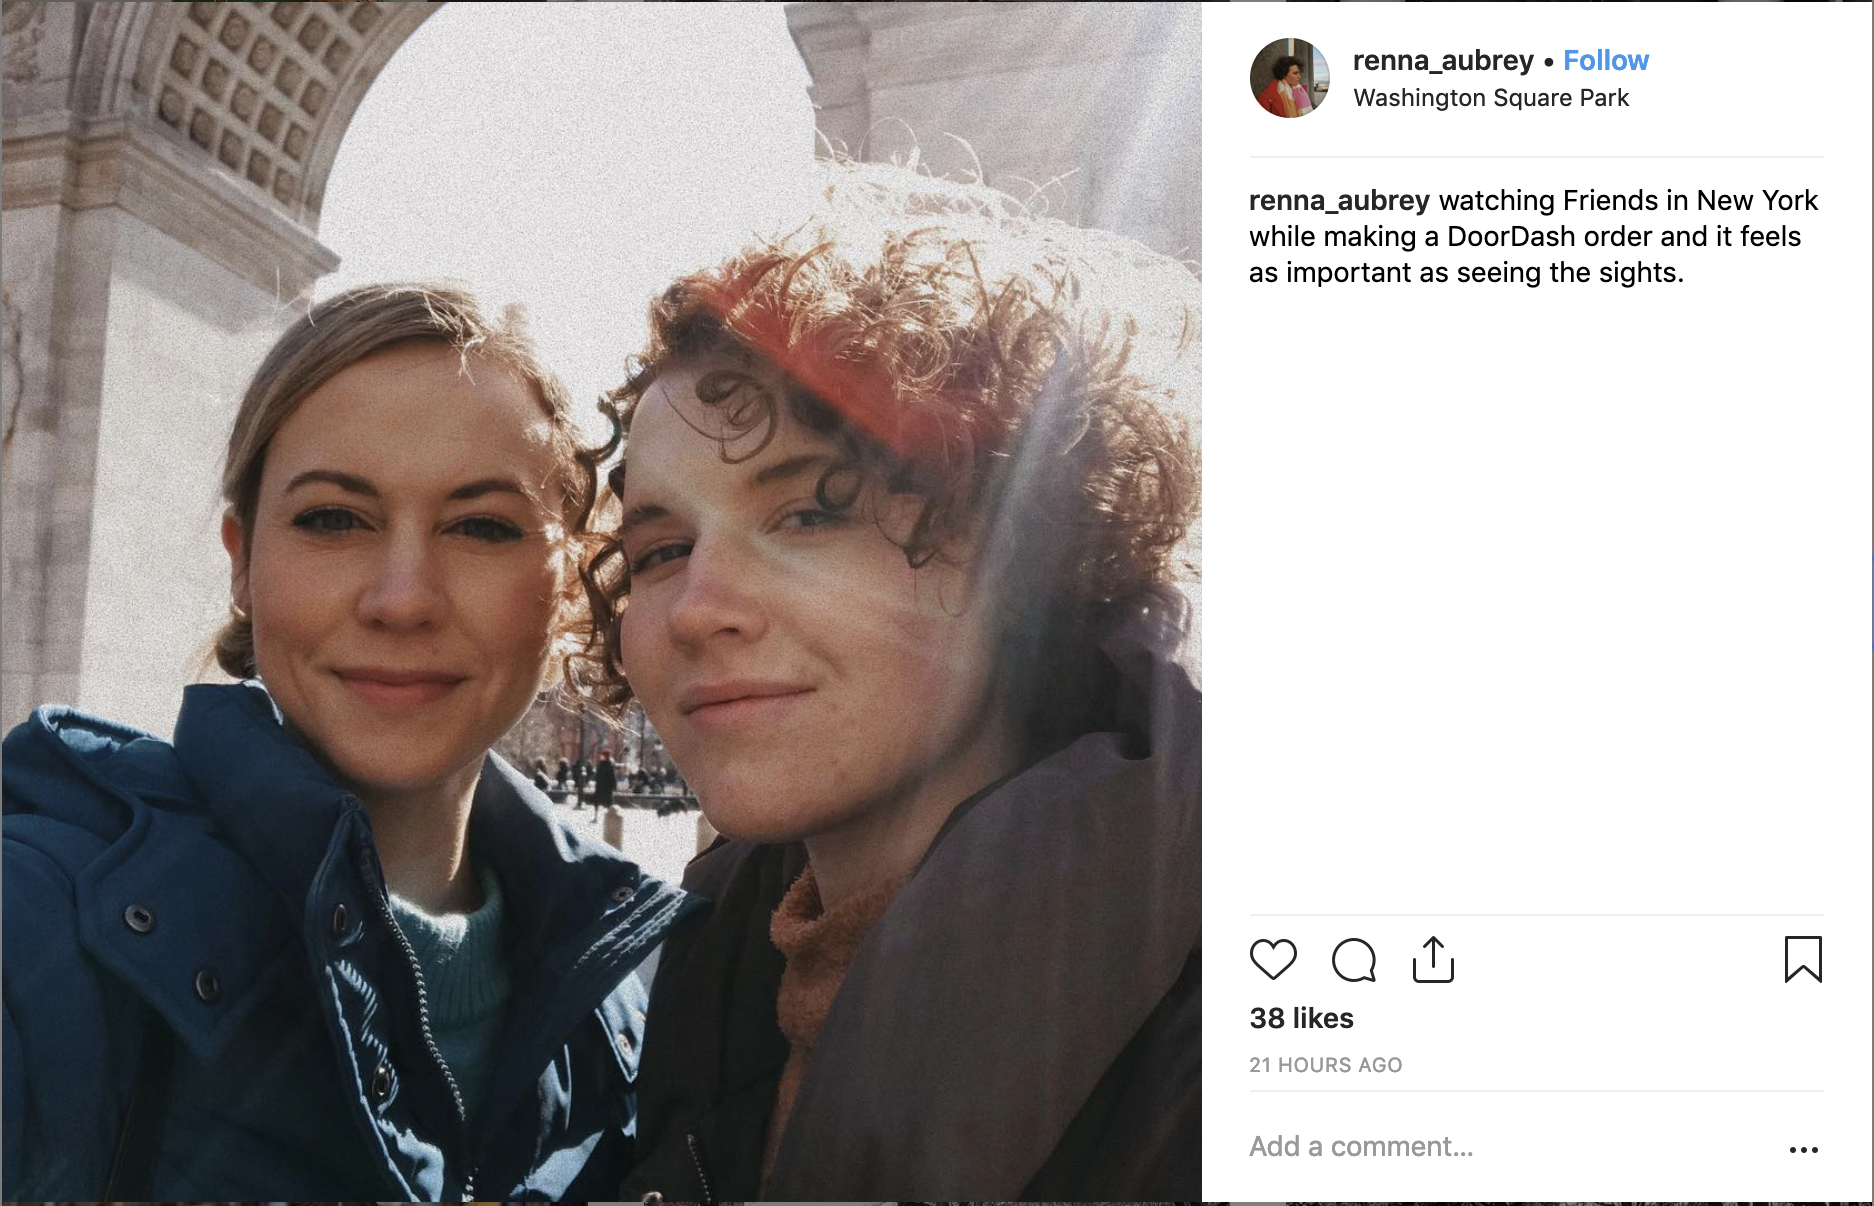 renna_aubrey • Follow
Washington Square Park
renna_aubrey watching Friends in New York
while making a DoorDash order and it feels
as important as seeing the sights.
38 likes
21 HOURS AGO
Add a comment...